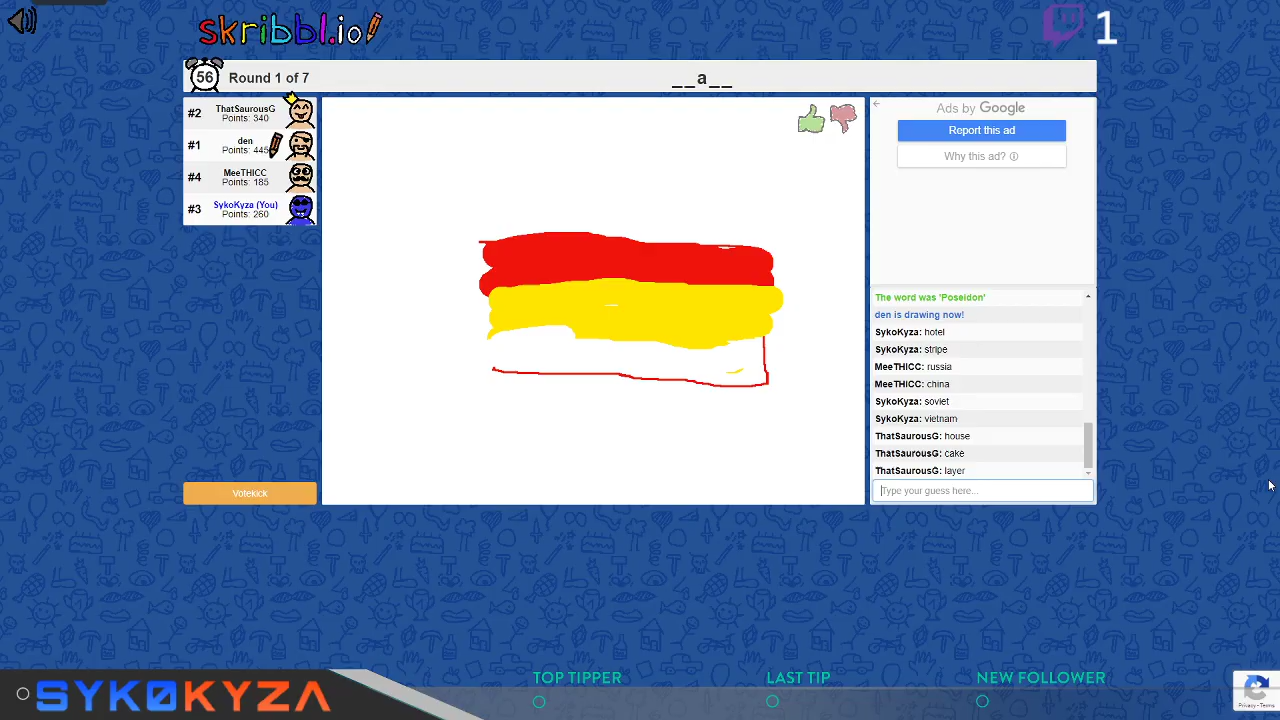 skribbl.io
1
56
Round 1 of 7
__a__
#2
ThatSaurousG
Points: 340
#1
den
Points: 445
#4
MeeTHICC
Points: 185
#3
SykoKyza (You)
Points: 260
Votekick
Ads by Google
Report this ad
Why this ad?
The word was 'Poseidon'
den is drawing now!
SykoKyza: hotel
SykoKyza: stripe
MeeTHICC: russia
MeeTHICC: china
SykoKyza: soviet
SykoKyza: vietnam
ThatSaurousG: house
ThatSaurousG: cake
ThatSaurousG: layer
Type your guess here...
SYKØKYZA
TOP TIPPER
LAST TIP
NEW FOLLOWER
Privacy - Terms